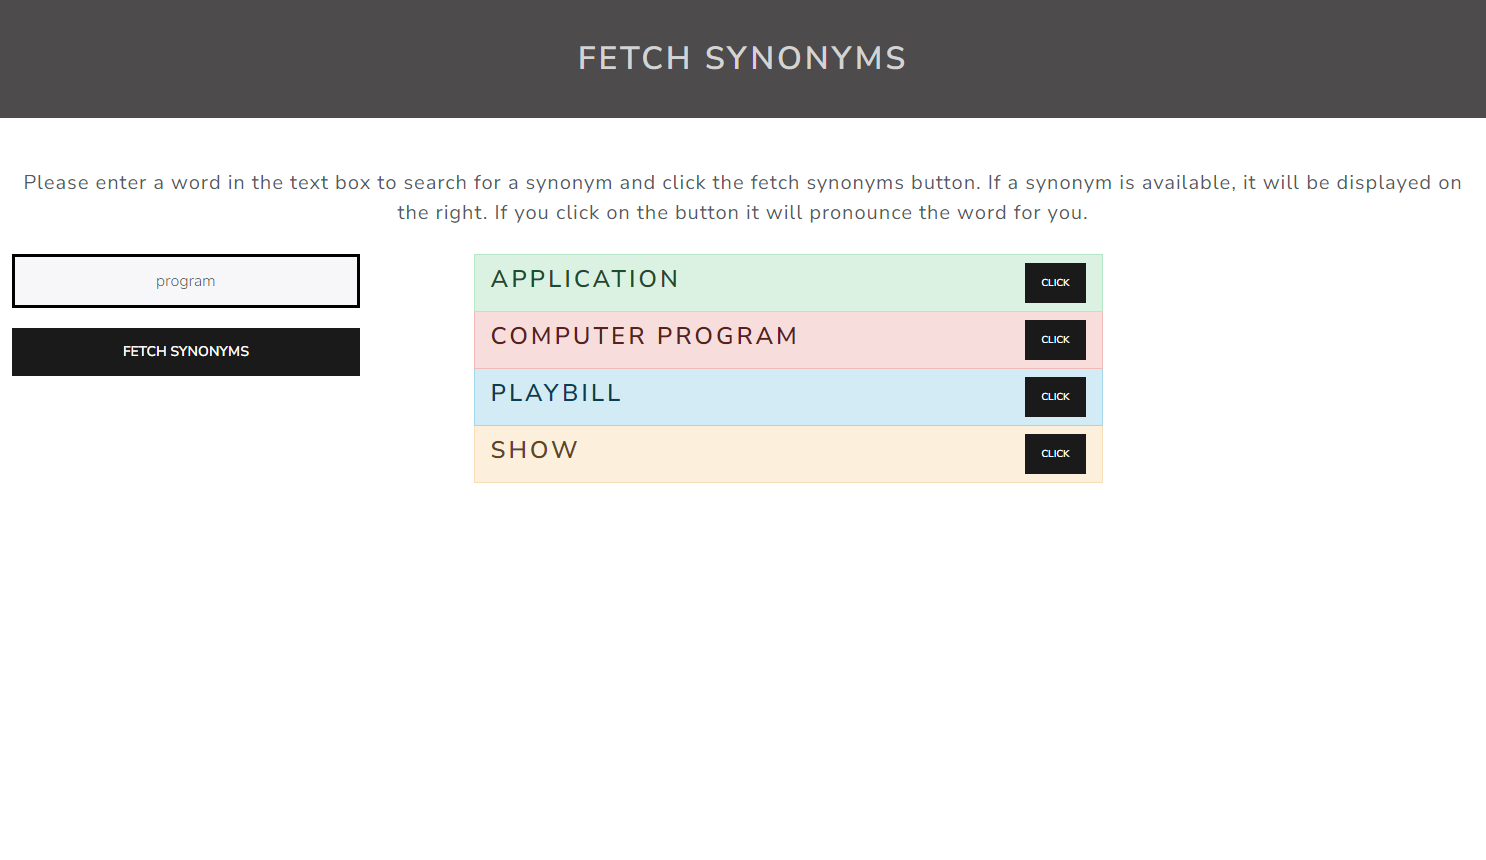 FETCH SYNONYMS
Please enter a word in the text box to search for a synonym and click the fetch synonyms button. If a synonym is available, it will be displayed on
the right. If you click on the button it will pronounce the word for you.
program
FETCH SYNONYMS
APPLICATION CLICK
COMPUTER PROGRAM CLICK
PLAYBILL CLICK
SHOW CLICK